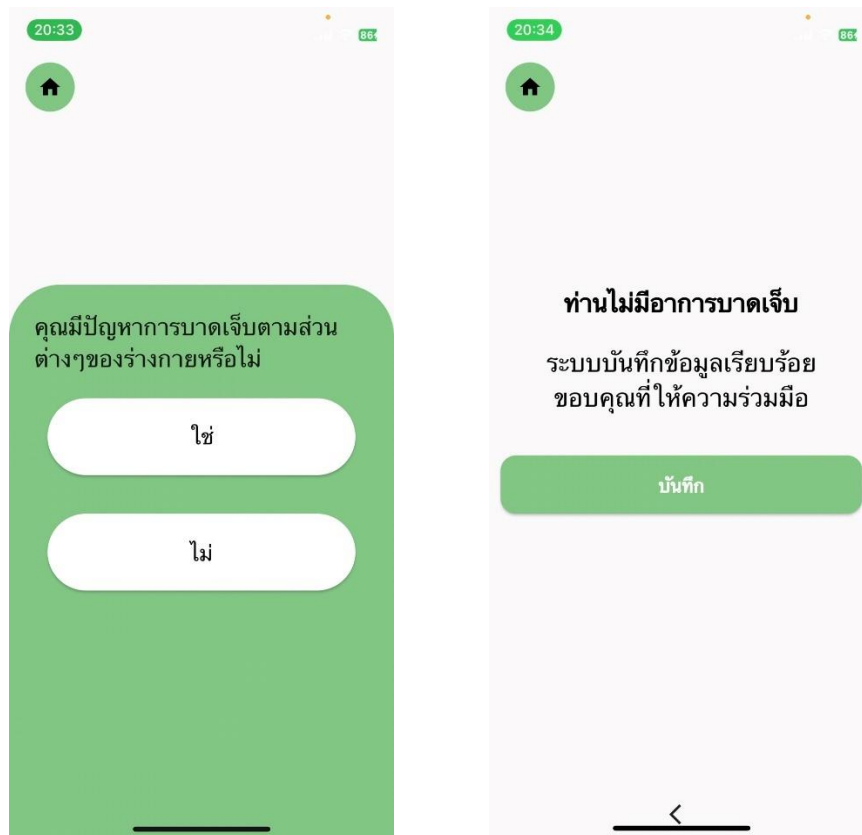 20:33
86
คุณมีปัญหาการบาดเจ็บตามส่วน
ต่างๆของร่างกายหรือไม่
ใช่
ไม่
20:34
86
ท่านไม่มีอาการบาดเจ็บ
ระบบบันทึกข้อมูลเรียบร้อย
ขอบคุณที่ให้ความร่วมมือ
บันทึก